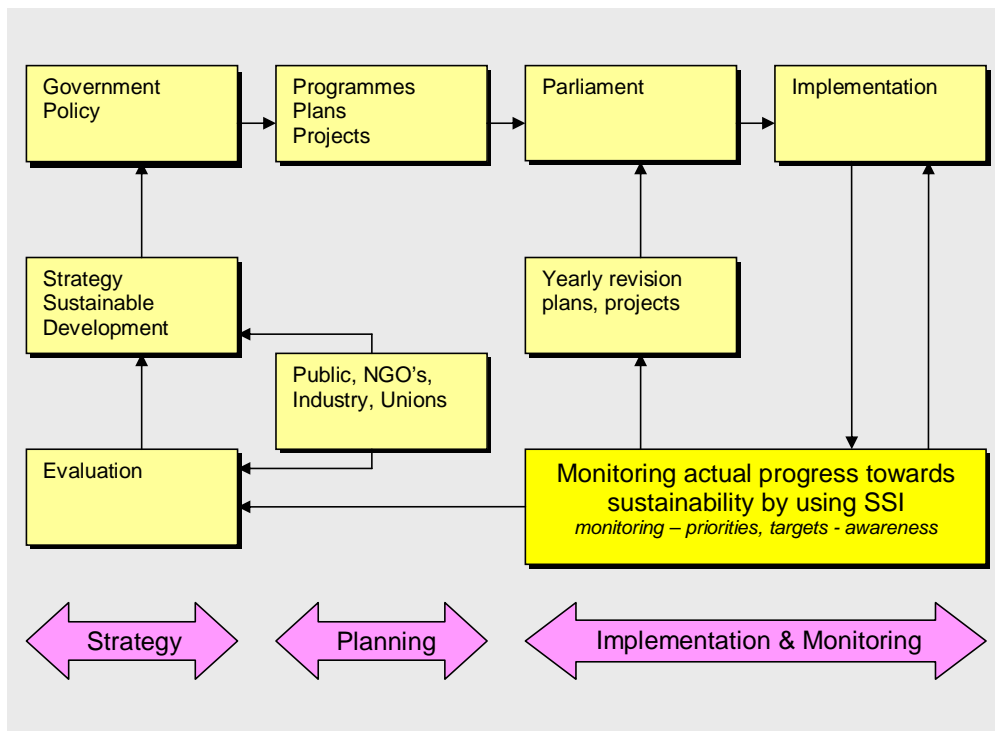 Government
Policy
Programmes
Plans
Projects
Parliament
Implementation
Strategy
Sustainable
Development
Yearly revision
plans, projects
Public, NGO's,
Industry, Unions
Evaluation
Monitoring actual progress towards
sustainability by using SSI
monitoring – priorities, targets - awareness
Strategy
Planning
Implementation & Monitoring